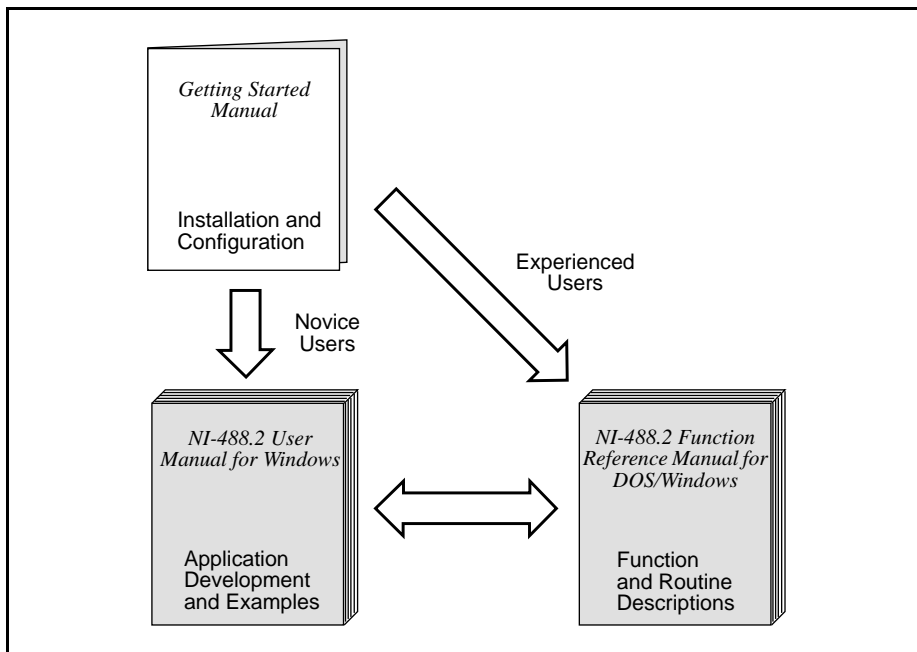 Getting Started
Manual
Installation and
Configuration
Experienced
Users
Novice
Users
NI-488.2 User
Manual for Windows
Application
Development
and Examples
NI-488.2 Function
Reference Manual for
DOS/Windows
Function
and Routine
Descriptions